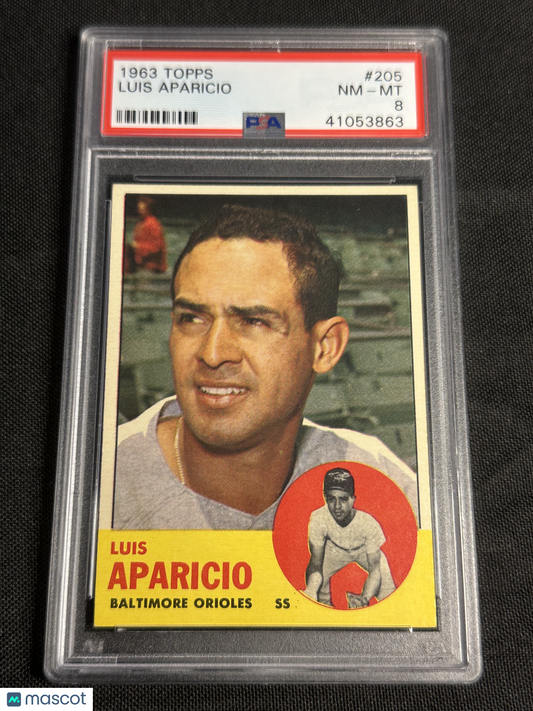 1963 TOPPS
LUIS APARICIO
#205
NM - MT
8
41053863
PSA
LUIS
APARICIO
BALTIMORE ORIOLES SS
mascot